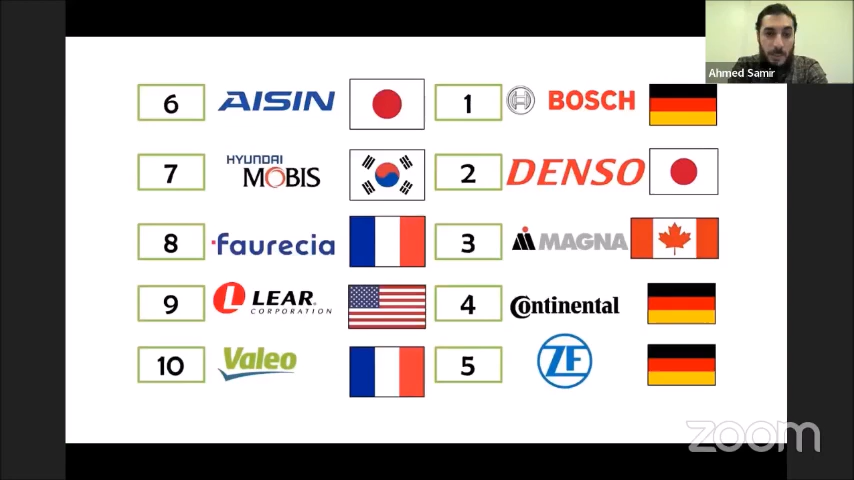 Ahmed Samir
6 AISIN 1 BOSCH
7 HYUNDAI MOBIS 2 DENSO
8 faurecia 3 MAGNA
9 LEAR. CORPORATION 4 Continental
10 Valeo 5 ZF
zoom